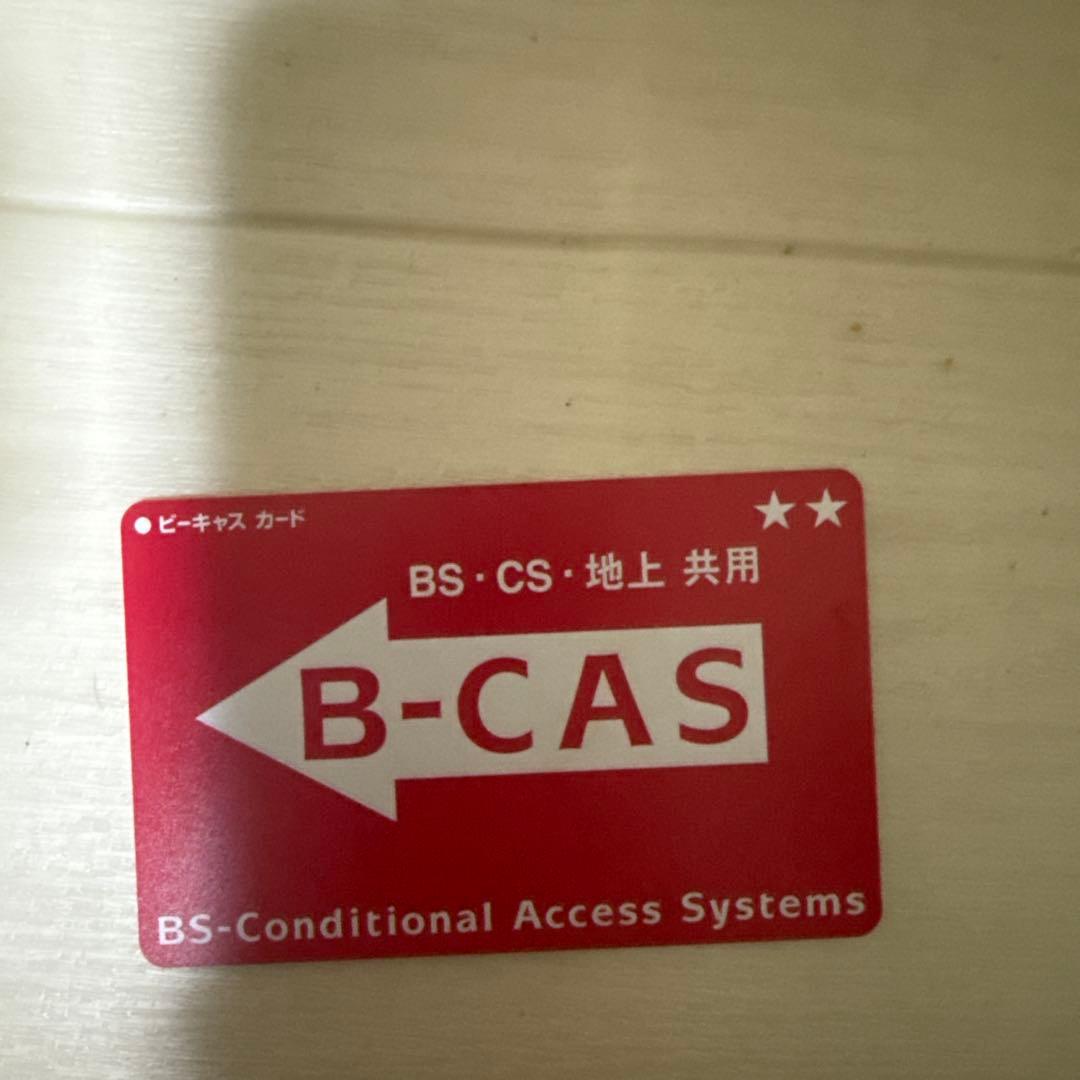 ●ビーキャス カード
★★
BS・CS・地上 共用
B-CAS
BS-Conditional Access Systems